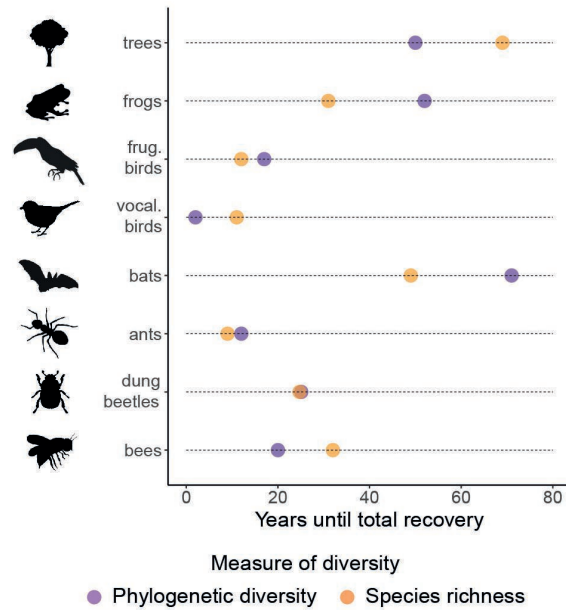 trees
frogs
frug.
birds
vocal.
birds
bats
ants
dung
beetles
bees
0 20 40 60 80
Years until total recovery
Measure of diversity
Phylogenetic diversity Species richness